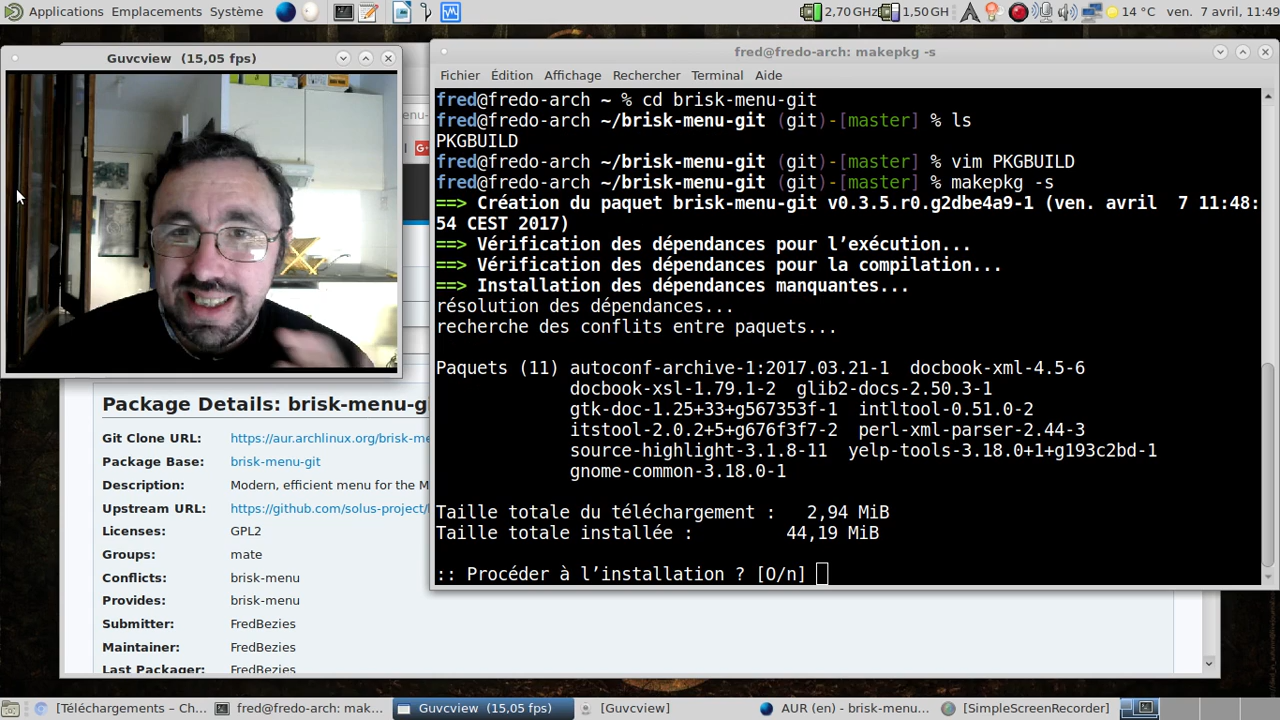 Applications Emplacements Système
2,70 GHz 1,50 GH
14 °C ven. 7 avril, 11:49
Guvcview (15,05 fps)
fred@fredo-arch: makepkg -s
Fichier Édition Affichage Rechercher Terminal Aide
fred@fredo-arch ~ % cd brisk-menu-git
fred@fredo-arch ~/brisk-menu-git (git)-[master] % ls
PKGBUILD
fred@fredo-arch ~/brisk-menu-git (git)-[master] % vim PKGBUILD
fred@fredo-arch ~/brisk-menu-git (git)-[master] % makepkg -s
==> Création du paquet brisk-menu-git v0.3.5.r0.g2dbe4a9-1 (ven. avril  7 11:48:
54 CEST 2017)
==> Vérification des dépendances pour l’exécution...
==> Vérification des dépendances pour la compilation...
==> Installation des dépendances manquantes...
résolution des dépendances...
recherche des conflits entre paquets...
Paquets (11) autoconf-archive-1:2017.03.21-1  docbook-xml-4.5-6
docbook-xsl-1.79.1-2  glib2-docs-2.50.3-1
gtk-doc-1.25+33+g567353f-1  intltool-0.51.0-2
itstool-2.0.2+5+g676f3f7-2  perl-xml-parser-2.44-3
source-highlight-3.1.8-11  yelp-tools-3.18.0+1+g193c2bd-1
gnome-common-3.18.0-1
Taille totale du téléchargement :   2,94 MiB
Taille totale installée :         44,19 MiB
:: Procéder à l’installation ? [O/n]
Package Details: brisk-menu-g
Git Clone URL: https://aur.archlinux.org/brisk-me
Package Base: brisk-menu-git
Description: Modern, efficient menu for the M
Upstream URL: https://github.com/solus-project/
Licenses: GPL2
Groups: mate
Conflicts: brisk-menu
Provides: brisk-menu
Submitter: FredBezies
Maintainer: FredBezies
Last Packager: FredBezies
[Téléchargements – Ch... fred@fredo-arch: mak... Guvcview (15,05 fps) [Guvcview] AUR (en) - brisk-menu... [SimpleScreenRecorder]